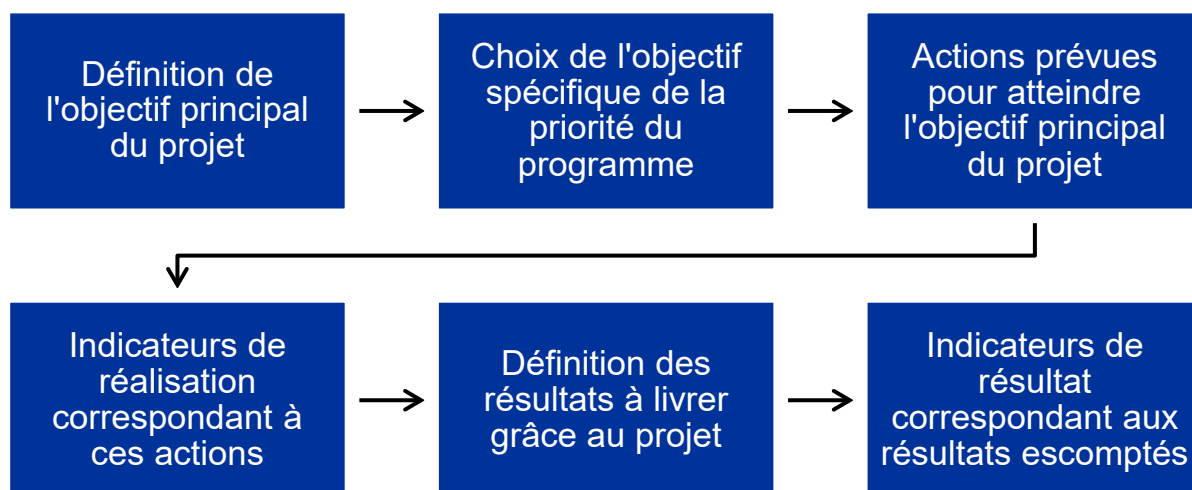 Définition de
l'objectif principal
du projet
Choix de l'objectif
spécifique de la
priorité du
programme
Actions prévues
pour atteindre
l'objectif principal
du projet
Indicateurs de
réalisation
correspondant à
ces actions
Définition des
résultats à livrer
grâce au projet
Indicateurs de
résultat
correspondant aux
résultats escomptés